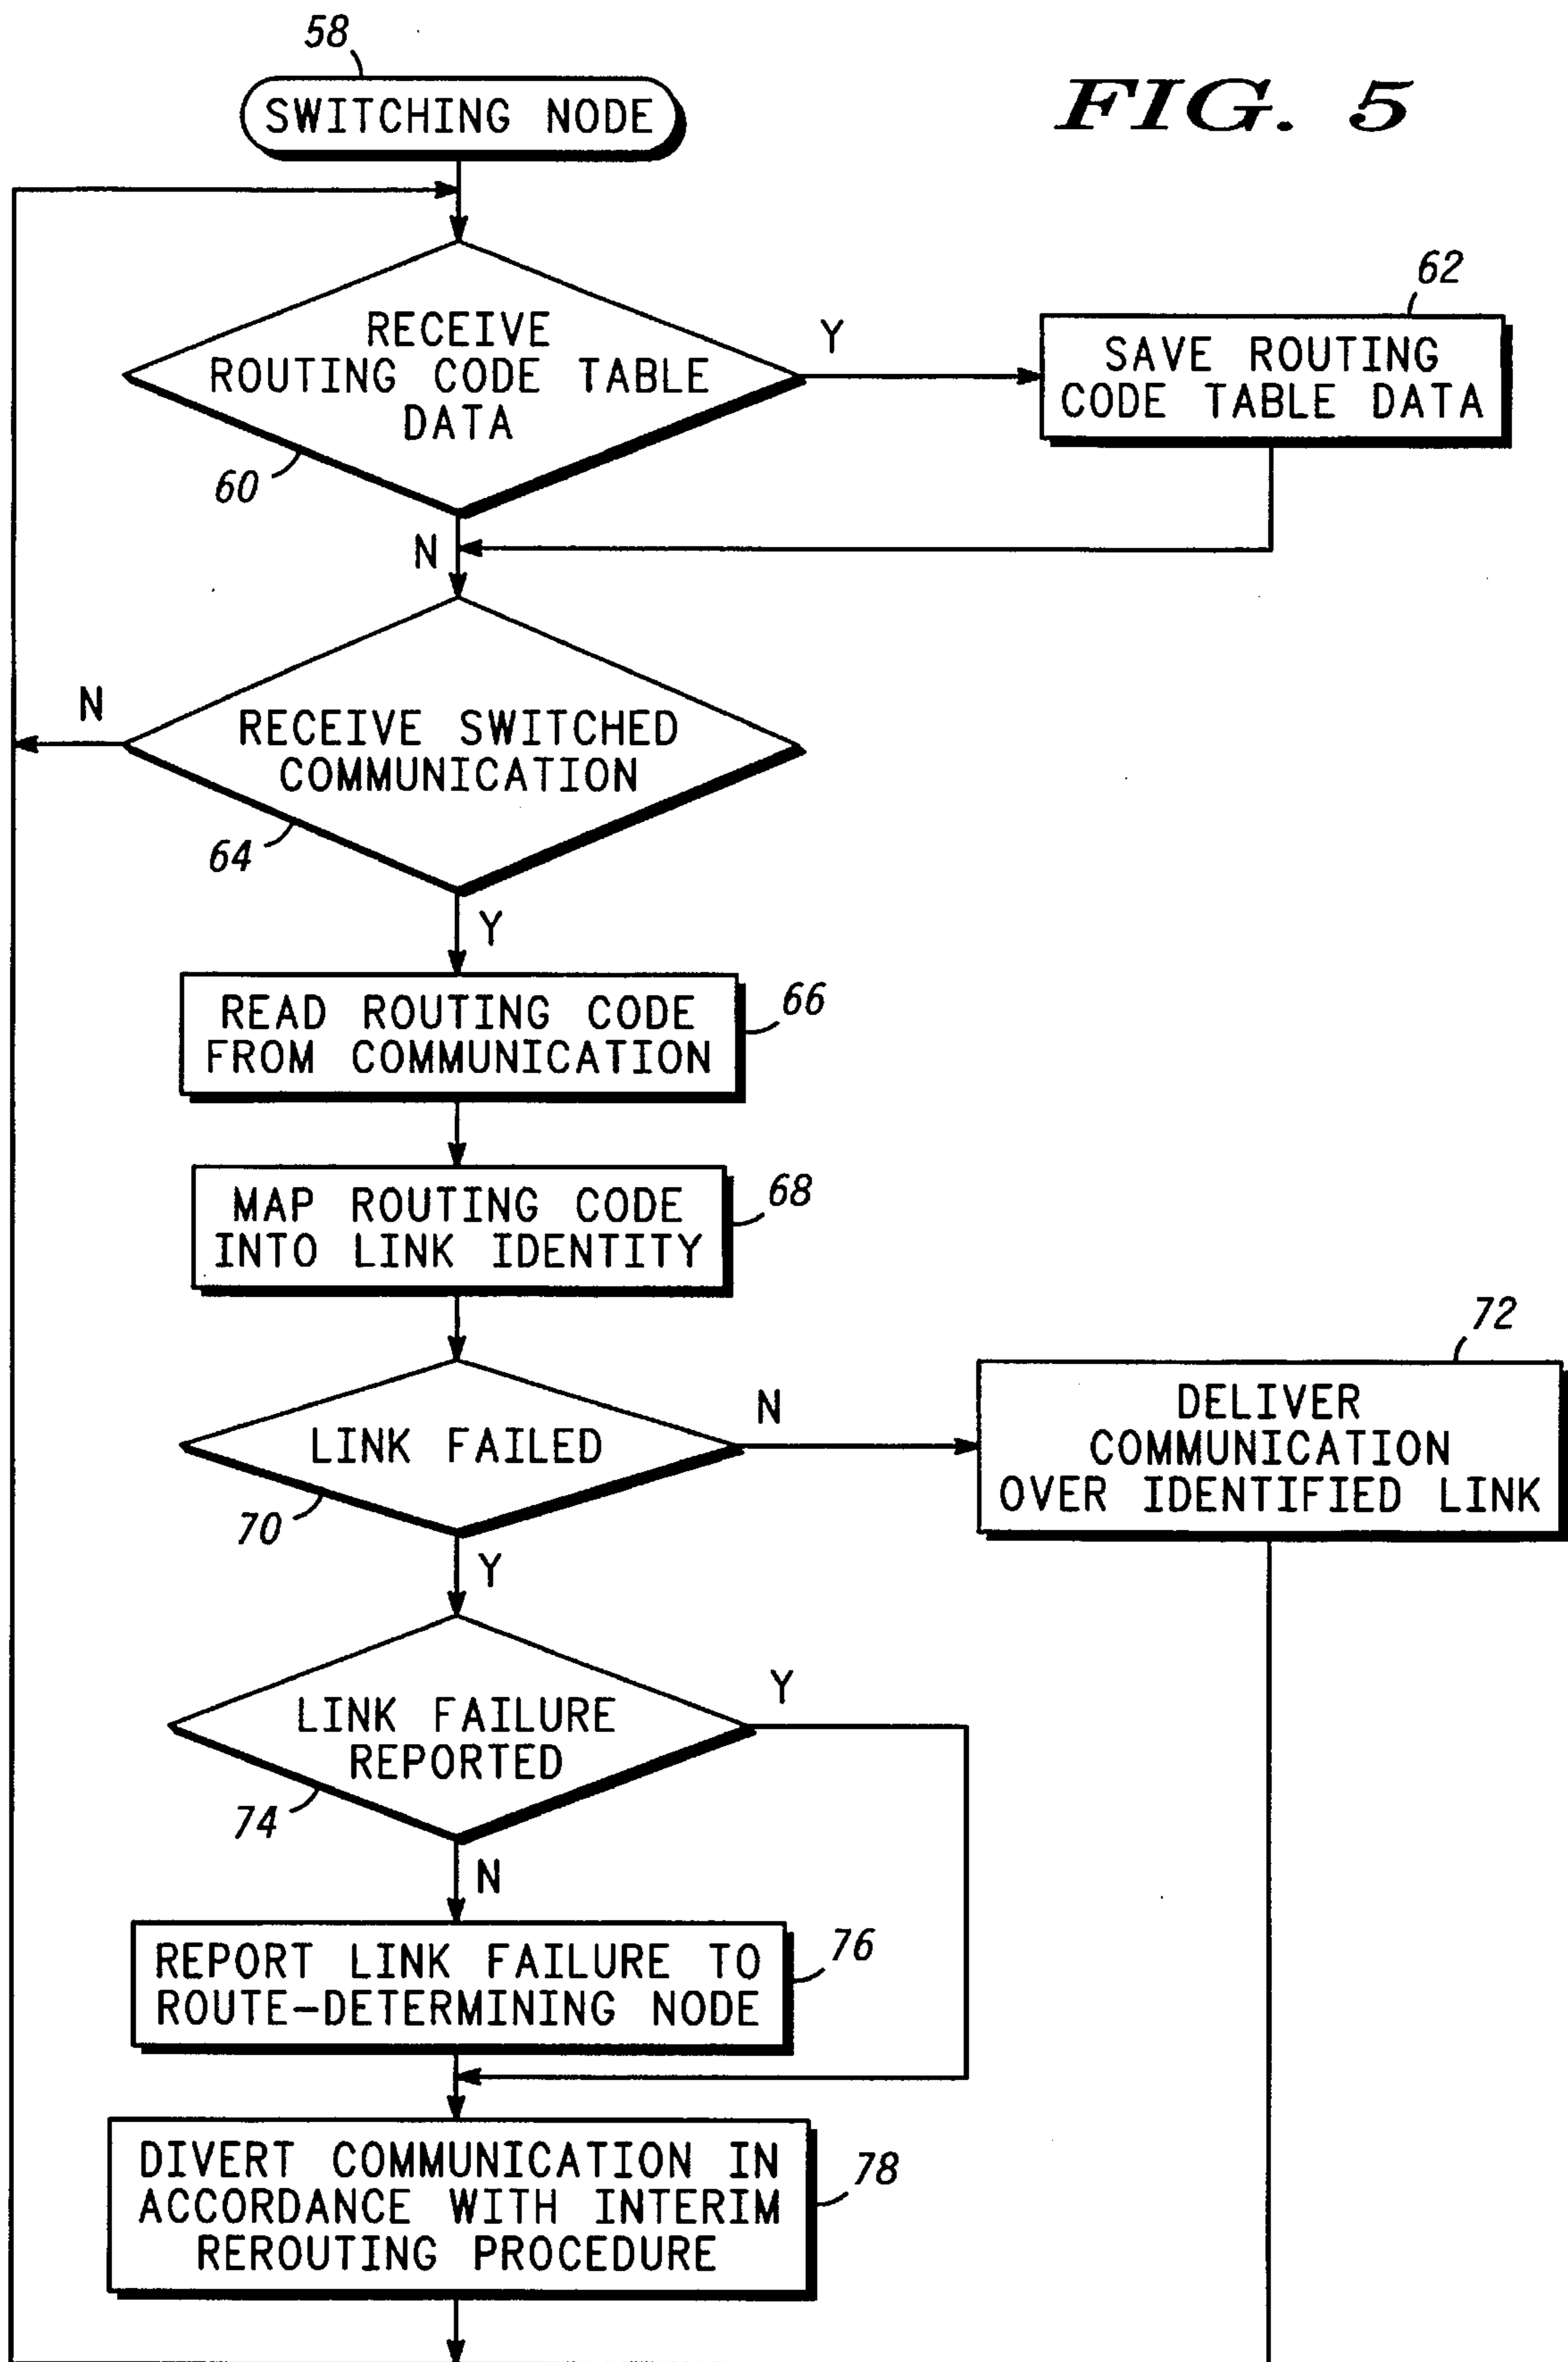 58
SWITCHING NODE
FIG. 5
RECEIVE
ROUTING CODE TABLE
DATA
60
Y
62
SAVE ROUTING
CODE TABLE DATA
N
RECEIVE SWITCHED
COMMUNICATION
64
N
Y
READ ROUTING CODE
FROM COMMUNICATION
66
MAP ROUTING CODE
INTO LINK IDENTITY
68
LINK FAILED
70
N
72
DELIVER
COMMUNICATION
OVER IDENTIFIED LINK
Y
LINK FAILURE
REPORTED
74
Y
N
REPORT LINK FAILURE TO
ROUTE-DETERMINING NODE
76
DIVERT COMMUNICATION IN
ACCORDANCE WITH INTERIM
REROUTING PROCEDURE
78